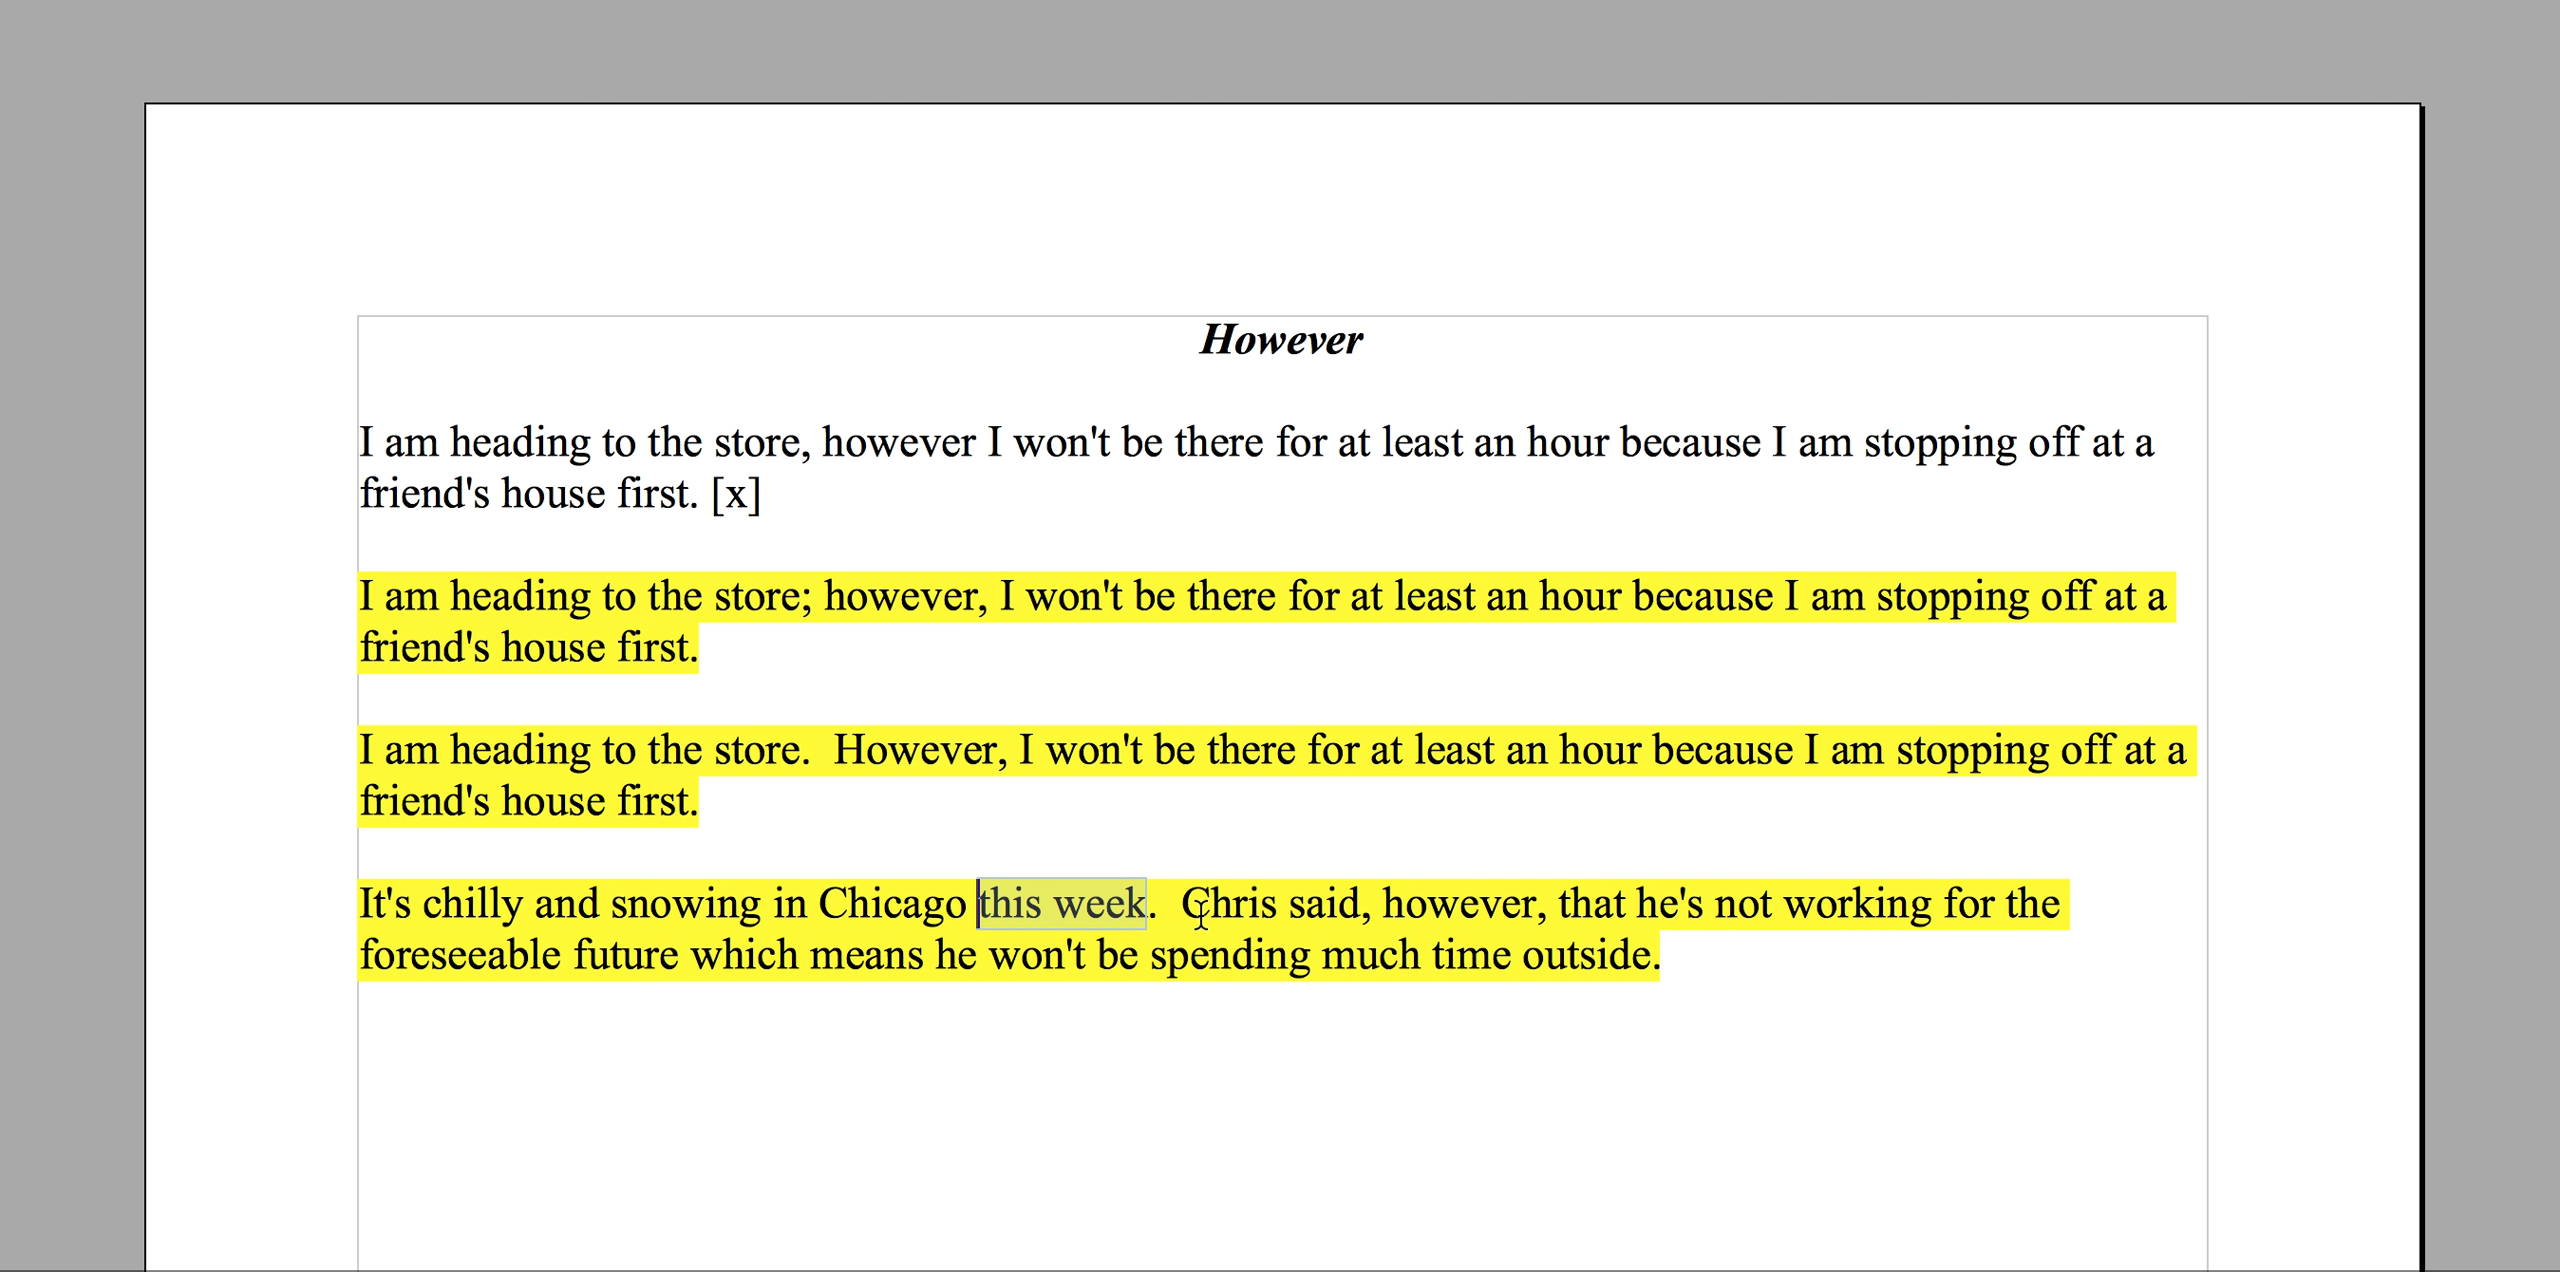 However
I am heading to the store, however I won't be there for at least an hour because I am stopping off at a
friend's house first. [x]
I am heading to the store; however, I won't be there for at least an hour because I am stopping off at a
friend's house first.
I am heading to the store.  However, I won't be there for at least an hour because I am stopping off at a
friend's house first.
It's chilly and snowing in Chicago this week.  Chris said, however, that he's not working for the
foreseeable future which means he won't be spending much time outside.